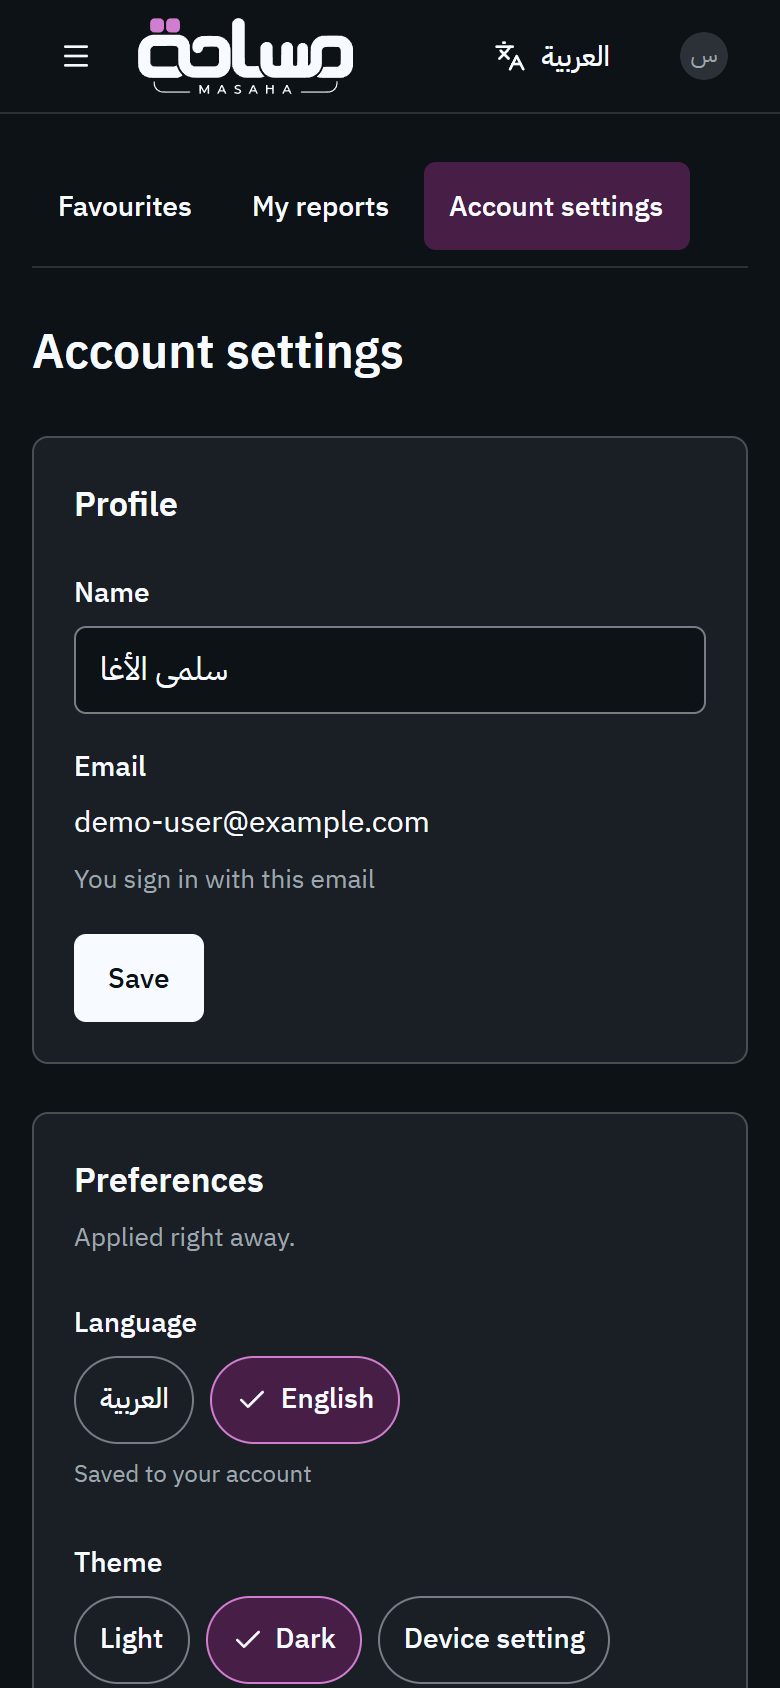 مساحة
MASAHA
العربية
س
Favourites
My reports
Account settings
Account settings
Profile
Name
سلمى الأغا
Email
demo-user@example.com
You sign in with this email
Save
Preferences
Applied right away.
Language
العربية
English
Saved to your account
Theme
Light
Dark
Device setting